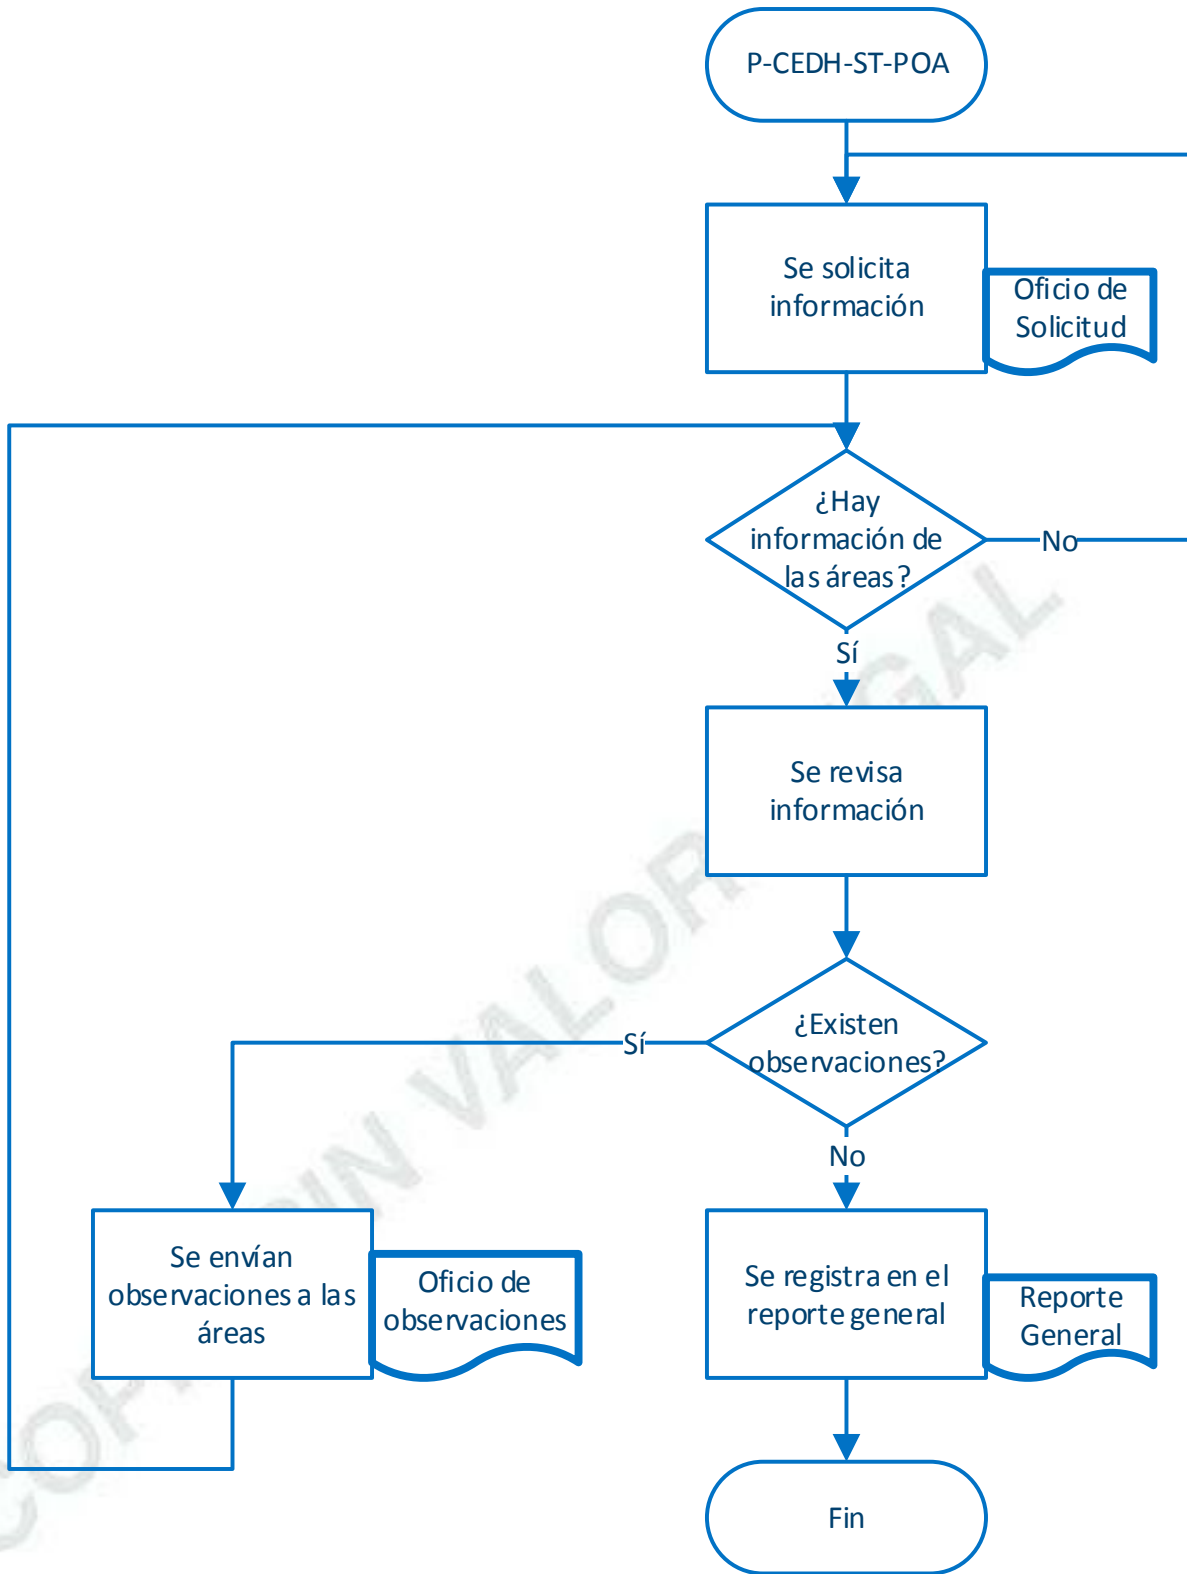 P-CEDH-ST-POA
Se solicita
información
Oficio de
Solicitud
¿Hay
información de
las áreas?
No
Sí
Se revisa
información
¿Existen
observaciones?
Sí
No
Se envían
observaciones a las
áreas
Oficio de
observaciones
Se registra en el
reporte general
Reporte
General
Fin